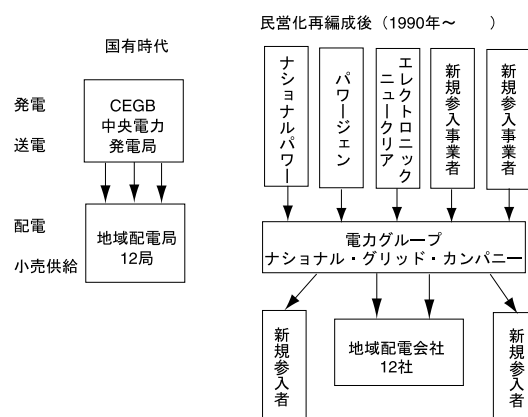 国有時代
発電
送電
CEGB
中央電力
発電局
配電
小売供給
地域配電局
12局
民営化再編成後（1990年～　　）
ナショナルパワー
パワージェン
エレクトロニック
ニュークリア
新規参入事業者
新規参入事業者
電力グループ
ナショナル・グリッド・カンパニー
新規参入者
地域配電会社
12社
新規参入者